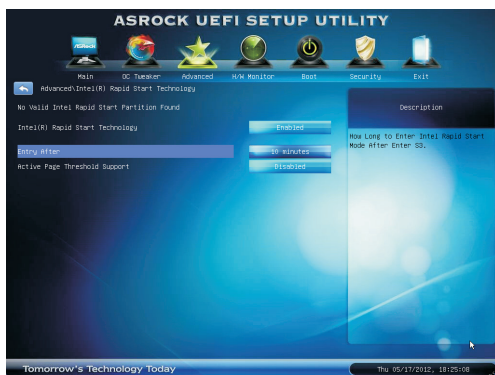 ASROCK UEFI SETUP UTILITY
ASRock
Main OC Tweaker Advanced H/W Monitor Boot Security Exit
Advanced\Intel(R) Rapid Start Technology
No Valid Intel Rapid Start Partition Found
Intel(R) Rapid Start Technology Enabled
Entry After 10 minutes
Active Page Threshold Support Disabled
Description
How Long to Enter Intel Rapid Start
Mode After Enter S3.
Tomorrow's Technology Today
Thu 05/17/2012, 18:25:08